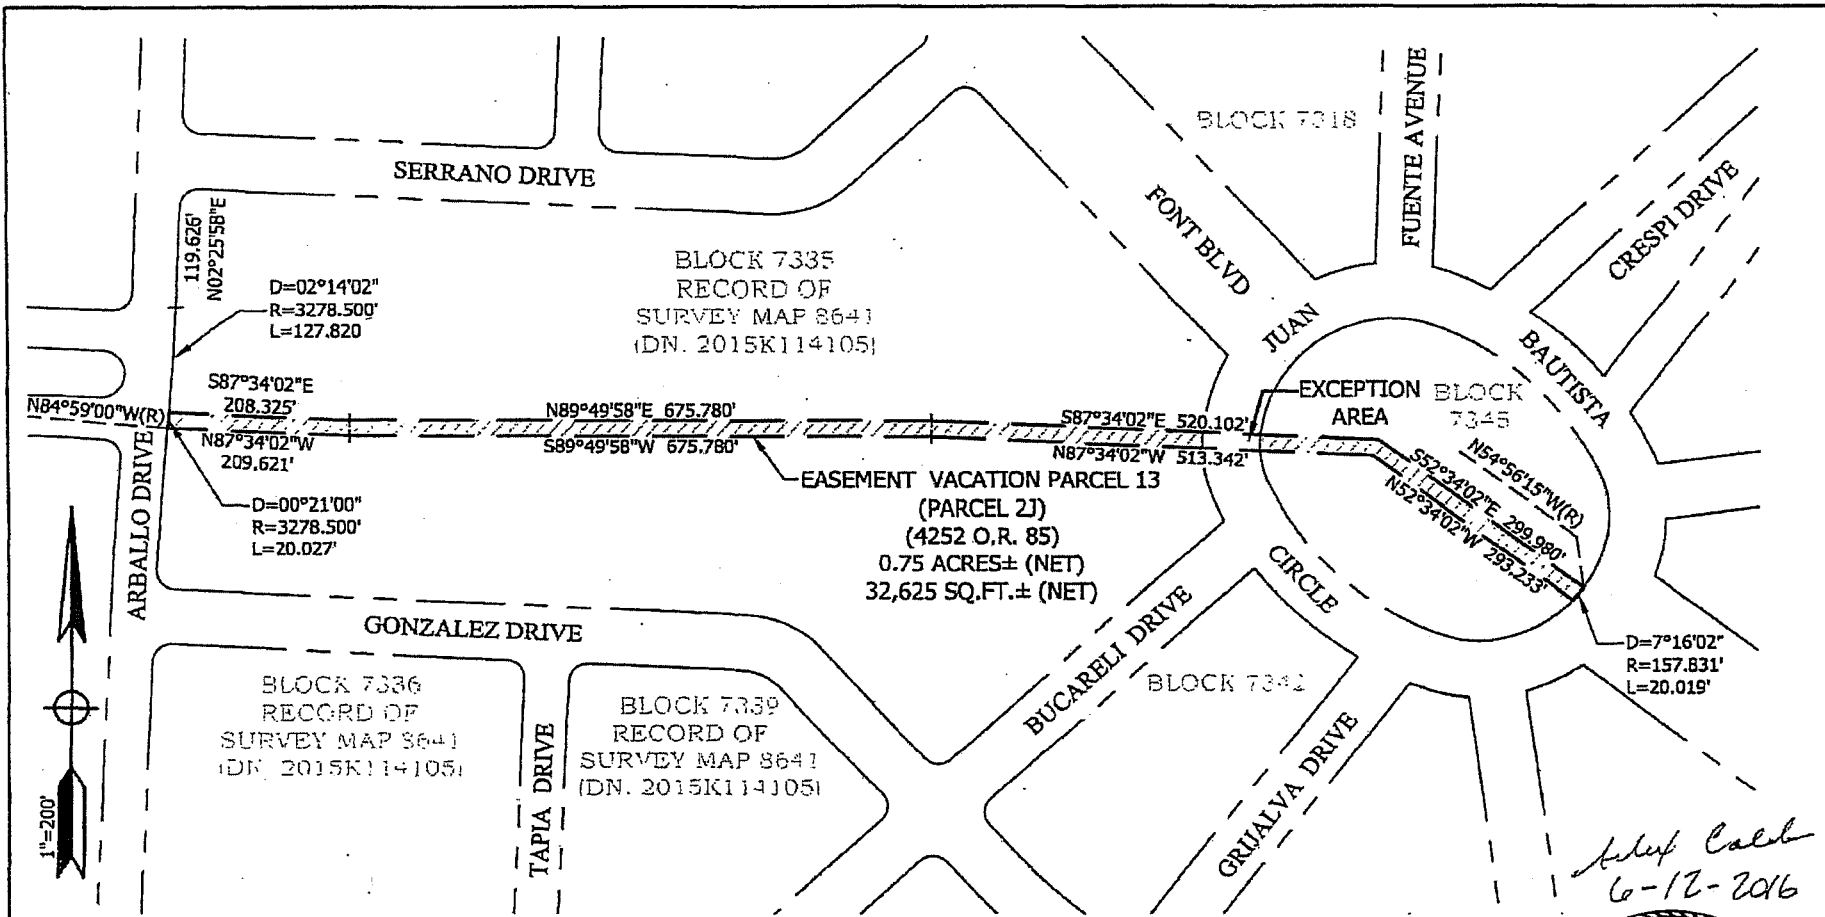 BLOCK 7318
FUENTE AVENUE
CRESPI DRIVE
SERRANO DRIVE
FONT BLVD
119.626'
N02°25'58"E
D=02°14'02"
R=3278.500'
L=127.820
BLOCK 7335
RECORD OF
SURVEY MAP 8641
(DN. 2015K114105)
JUAN
BAUTISTA
CIRCLE
S87°34'02"E
208.325'
N84°59'00"W(R)
N87°34'02"W
209.621'
N89°49'58"E 675.780'
S89°49'58"W 675.780'
S87°34'02"E 520.102'
N87°34'02"W 513.342'
EXCEPTION
AREA
BLOCK
7345
N54°56'15"W(R)
S52°34'02"E 299.980'
N52°34'02"W 293.233'
EASEMENT VACATION PARCEL 13
(PARCEL 2J)
(4252 O.R. 85)
0.75 ACRES± (NET)
32,625 SQ.FT.± (NET)
D=00°21'00"
R=3278.500'
L=20.027'
ARBALLO DRIVE
GONZALEZ DRIVE
BUCARELI DRIVE
BLOCK 7342
D=7°16'02"
R=157.831'
L=20.019'
BLOCK 7336
RECORD OF
SURVEY MAP 8641
(DN. 2015K114105)
BLOCK 7339
RECORD OF
SURVEY MAP 8641
(DN. 2015K114105)
TAPIA DRIVE
GRIJALVA DRIVE
1"=200'
6-12-2016